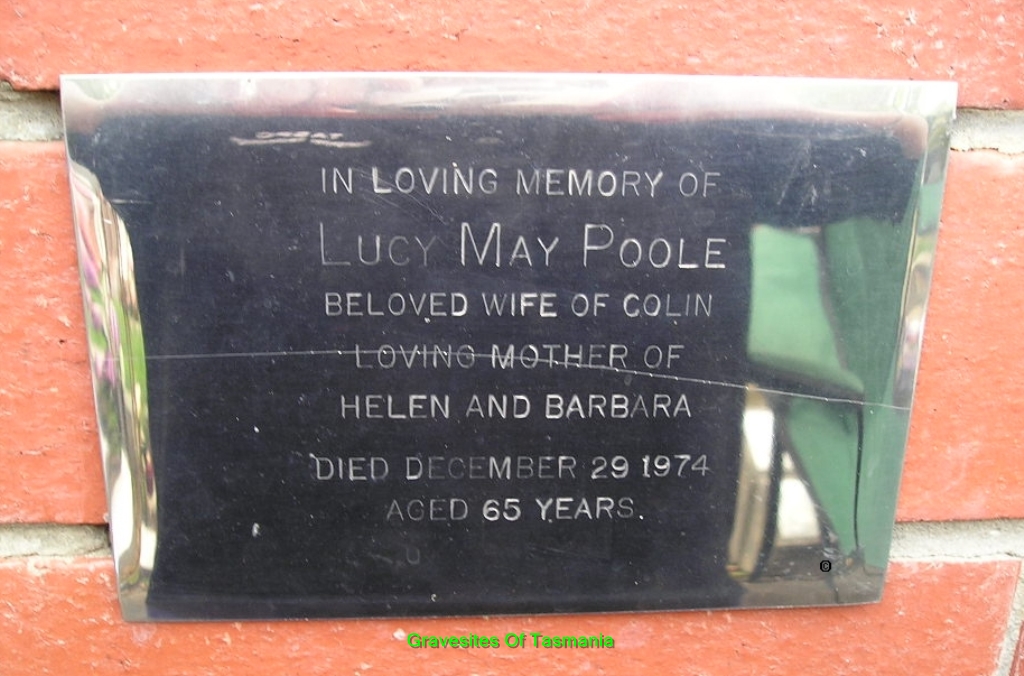 IN LOVING MEMORY OF
LUCY MAY POOLE
BELOVED WIFE OF COLIN
LOVING MOTHER OF
HELEN AND BARBARA
DIED DECEMBER 29 1974
AGED 65 YEARS.
©
Gravesites Of Tasmania